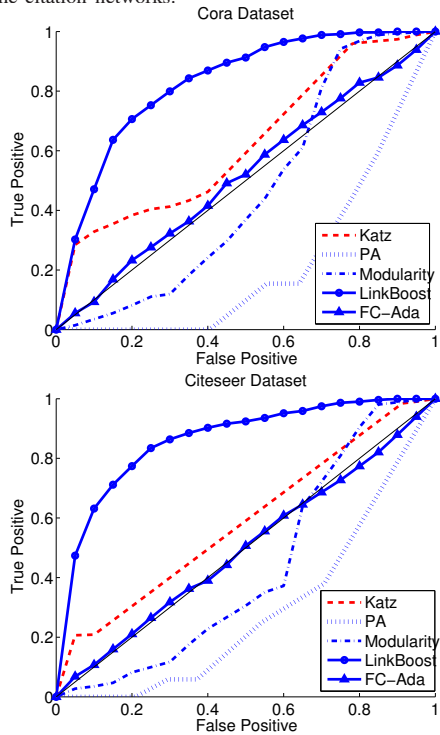 ne citation networks.
Cora Dataset
1
0.8
0.6
0.4
0.2
0
True Positive
Katz
PA
Modularity
LinkBoost
FC-Ada
0 0.2 0.4 0.6 0.8 1
False Positive
Citeseer Dataset
1
0.8
0.6
0.4
0.2
0
True Positive
Katz
PA
Modularity
LinkBoost
FC-Ada
0 0.2 0.4 0.6 0.8 1
False Positive